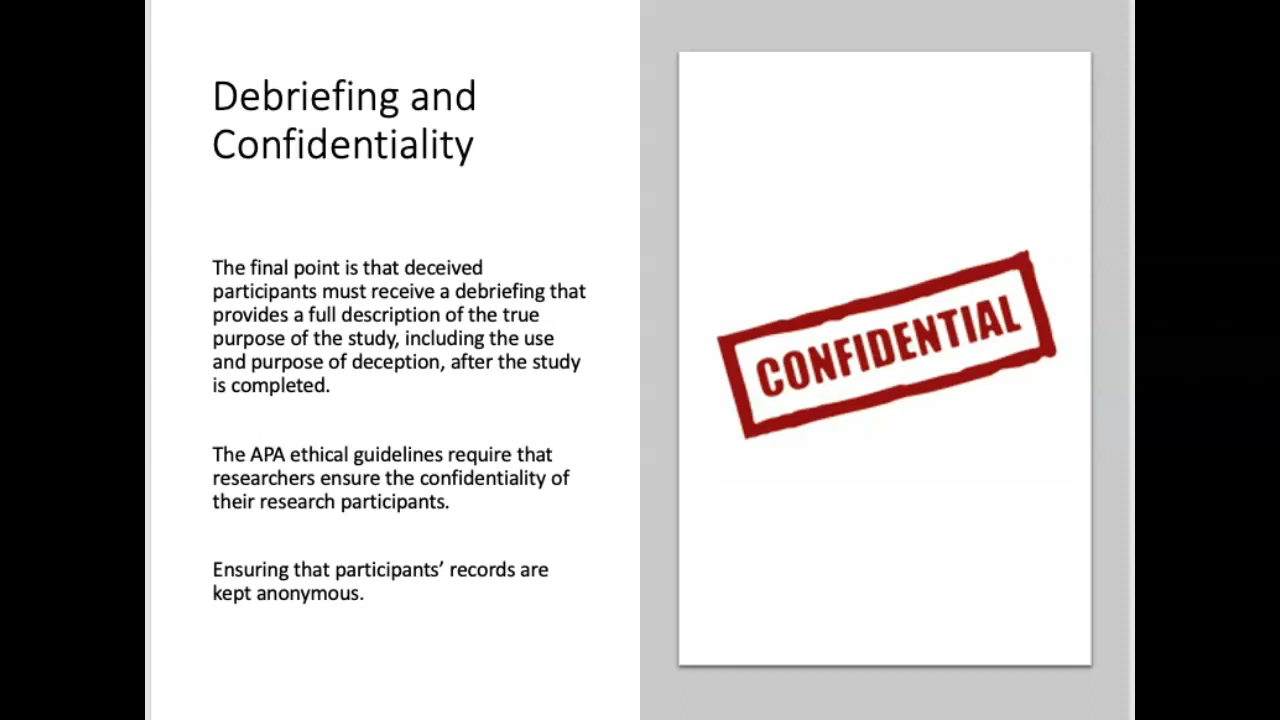 Debriefing and
Confidentiality
The final point is that deceived
participants must receive a debriefing that
provides a full description of the true
purpose of the study, including the use
and purpose of deception, after the study
is completed.
The APA ethical guidelines require that
researchers ensure the confidentiality of
their research participants.
Ensuring that participants’ records are
kept anonymous.
CONFIDENTIAL